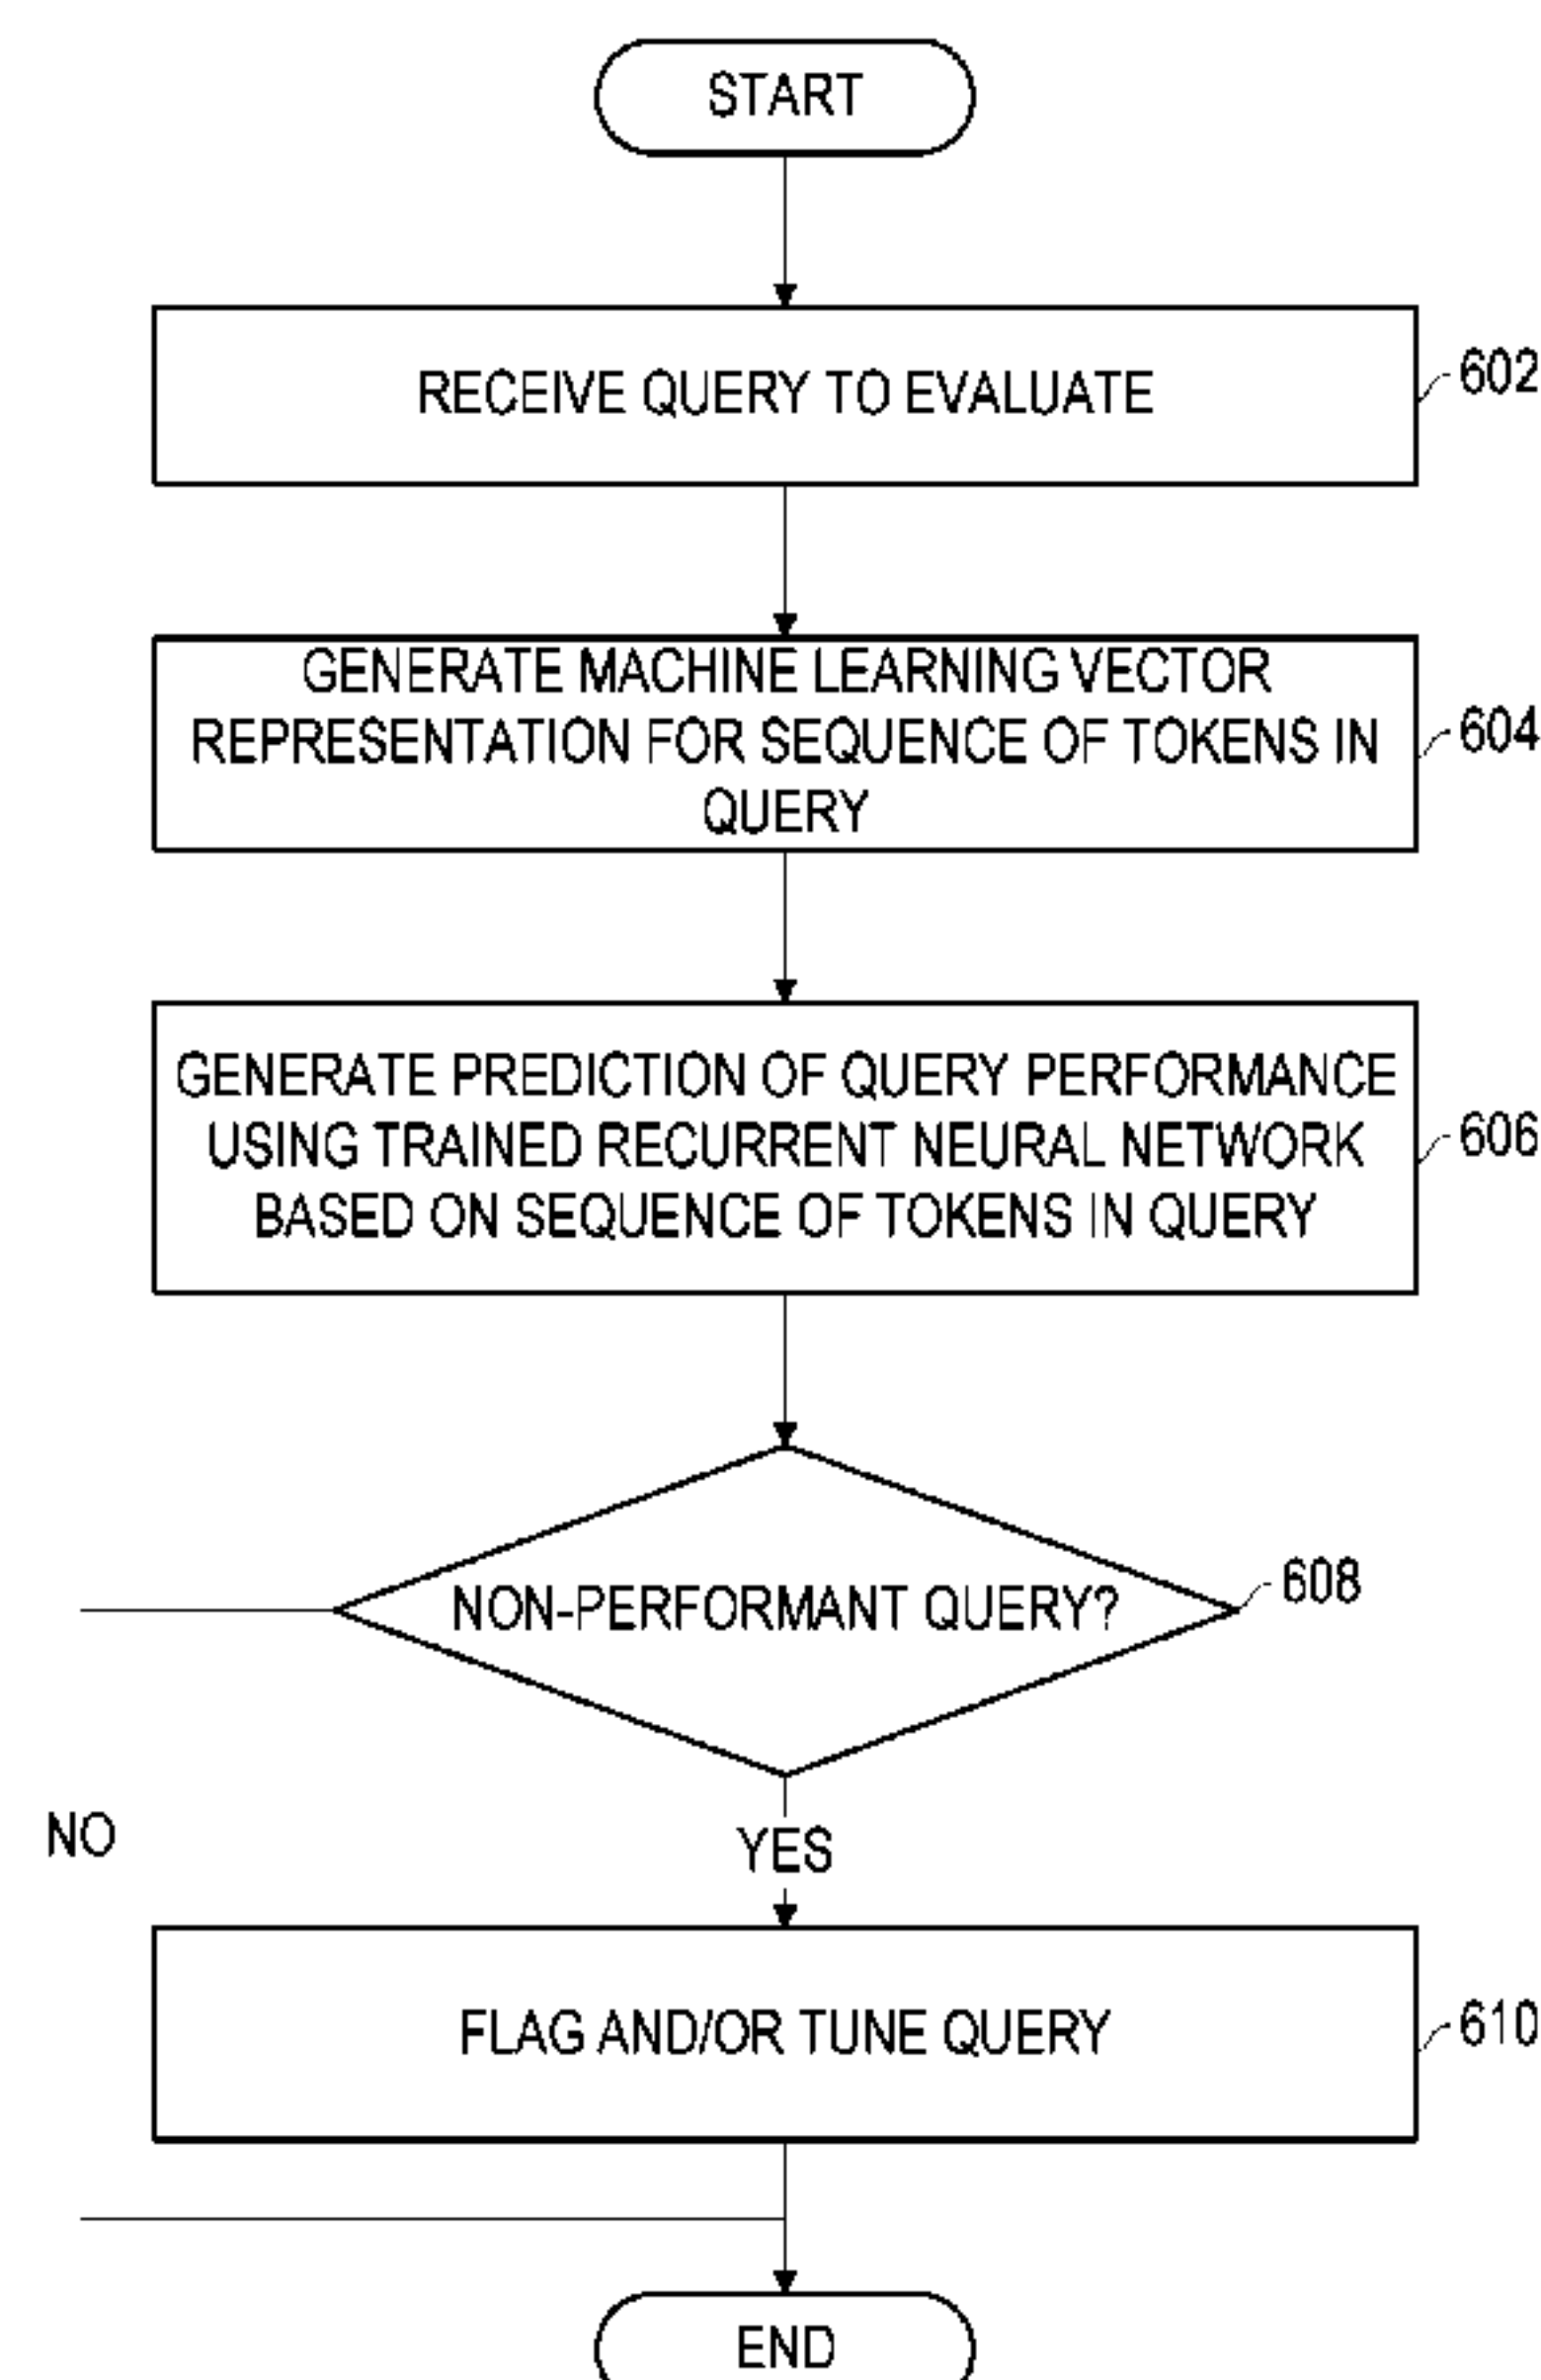 START
RECEIVE QUERY TO EVALUATE
602
GENERATE MACHINE LEARNING VECTOR
REPRESENTATION FOR SEQUENCE OF TOKENS IN
QUERY
604
GENERATE PREDICTION OF QUERY PERFORMANCE
USING TRAINED RECURRENT NEURAL NETWORK
BASED ON SEQUENCE OF TOKENS IN QUERY
606
NON-PERFORMANT QUERY?
608
NO
YES
FLAG AND/OR TUNE QUERY
610
END